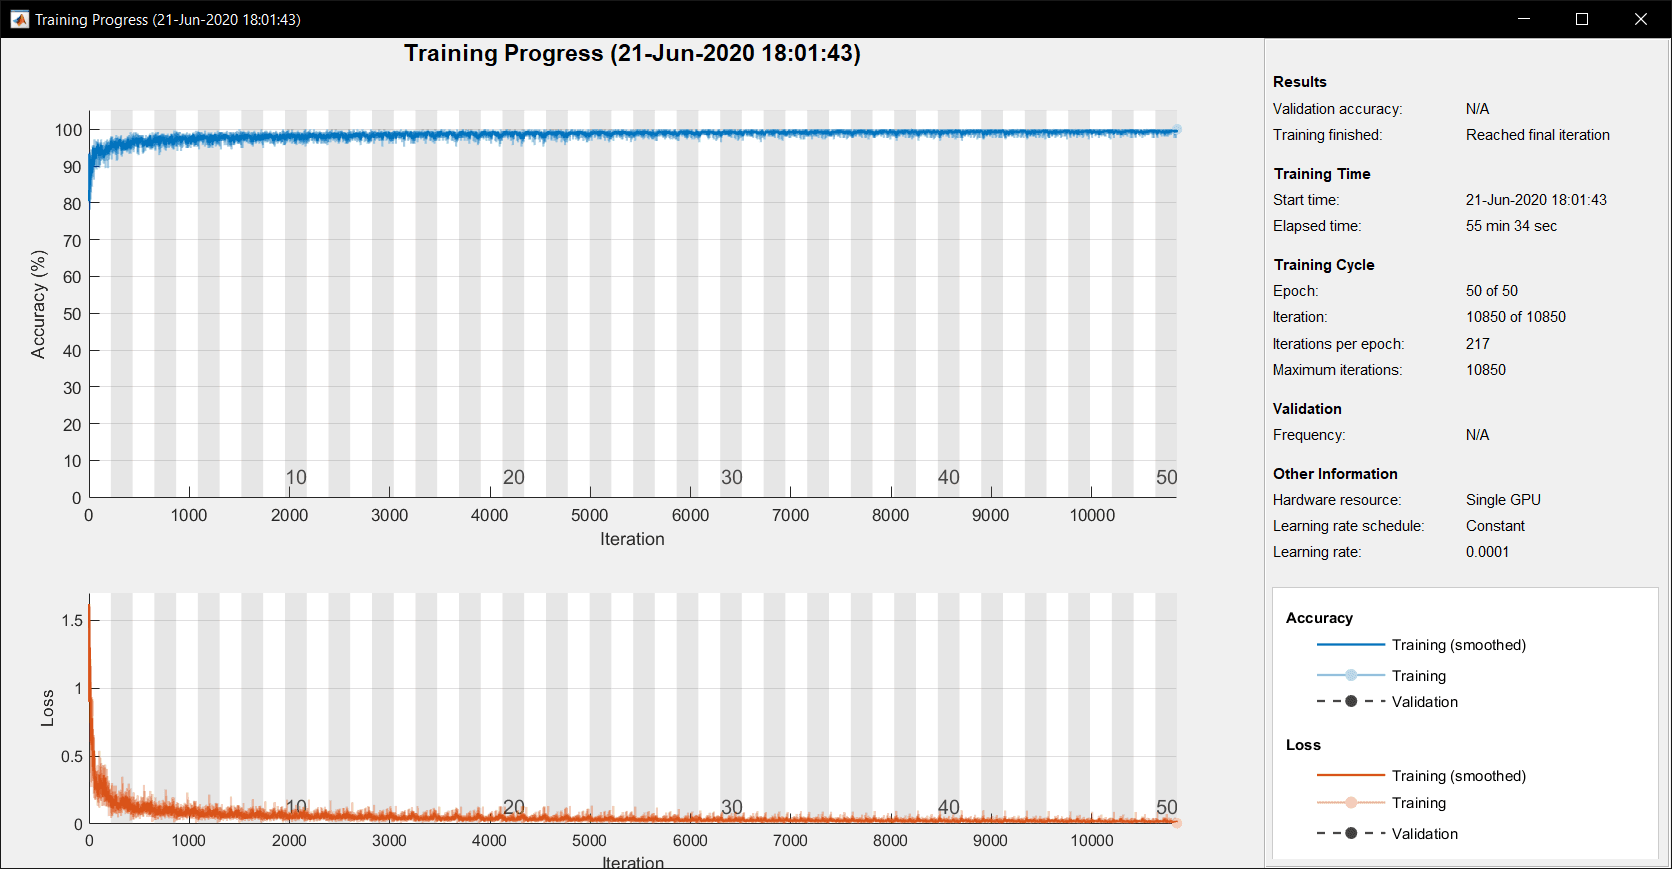 Training Progress (21-Jun-2020 18:01:43)
Training Progress (21-Jun-2020 18:01:43)
100
90
80
70
60
50
40
30
20
10
0
Accuracy (%)
10 20 30 40 50
0 1000 2000 3000 4000 5000 6000 7000 8000 9000 10000
Iteration
1.5
1
0.5
0
Loss
10 20 30 40 50
0 1000 2000 3000 4000 5000 6000 7000 8000 9000 10000
Iteration
Results
Validation accuracy: N/A
Training finished: Reached final iteration
Training Time
Start time: 21-Jun-2020 18:01:43
Elapsed time: 55 min 34 sec
Training Cycle
Epoch: 50 of 50
Iteration: 10850 of 10850
Iterations per epoch: 217
Maximum iterations: 10850
Validation
Frequency: N/A
Other Information
Hardware resource: Single GPU
Learning rate schedule: Constant
Learning rate: 0.0001
Accuracy
Training (smoothed)
Training
Validation
Loss
Training (smoothed)
Training
Validation